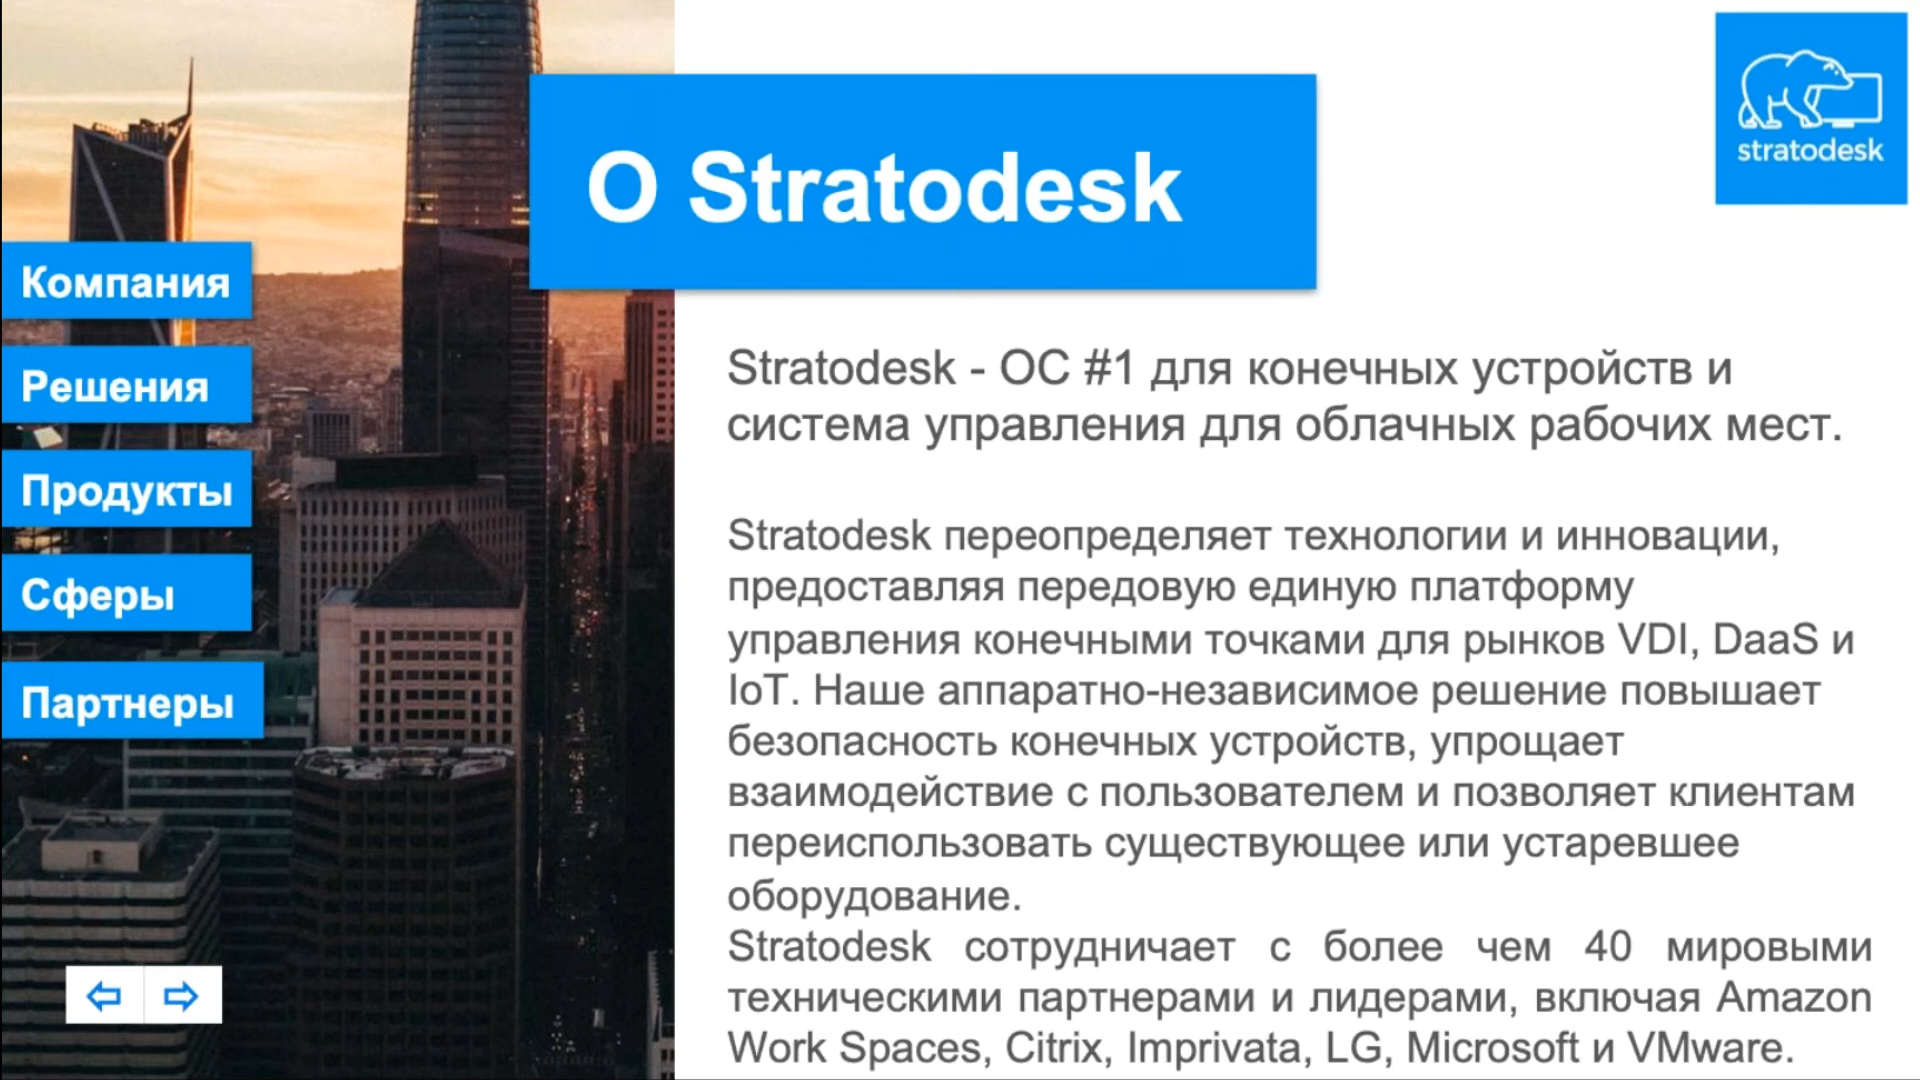 О Stratodesk
stratodesk
Компания
Решения
Продукты
Сферы
Партнеры
Stratodesk - ОС #1 для конечных устройств и
система управления для облачных рабочих мест.
Stratodesk переопределяет технологии и инновации,
предоставляя передовую единую платформу
управления конечными точками для рынков VDI, DaaS и
IoT. Наше аппаратно-независимое решение повышает
безопасность конечных устройств, упрощает
взаимодействие с пользователем и позволяет клиентам
переиспользовать существующее или устаревшее
оборудование.
Stratodesk сотрудничает с более чем 40 мировыми
техническими партнерами и лидерами, включая Amazon
Work Spaces, Citrix, Imprivata, LG, Microsoft и VMware.